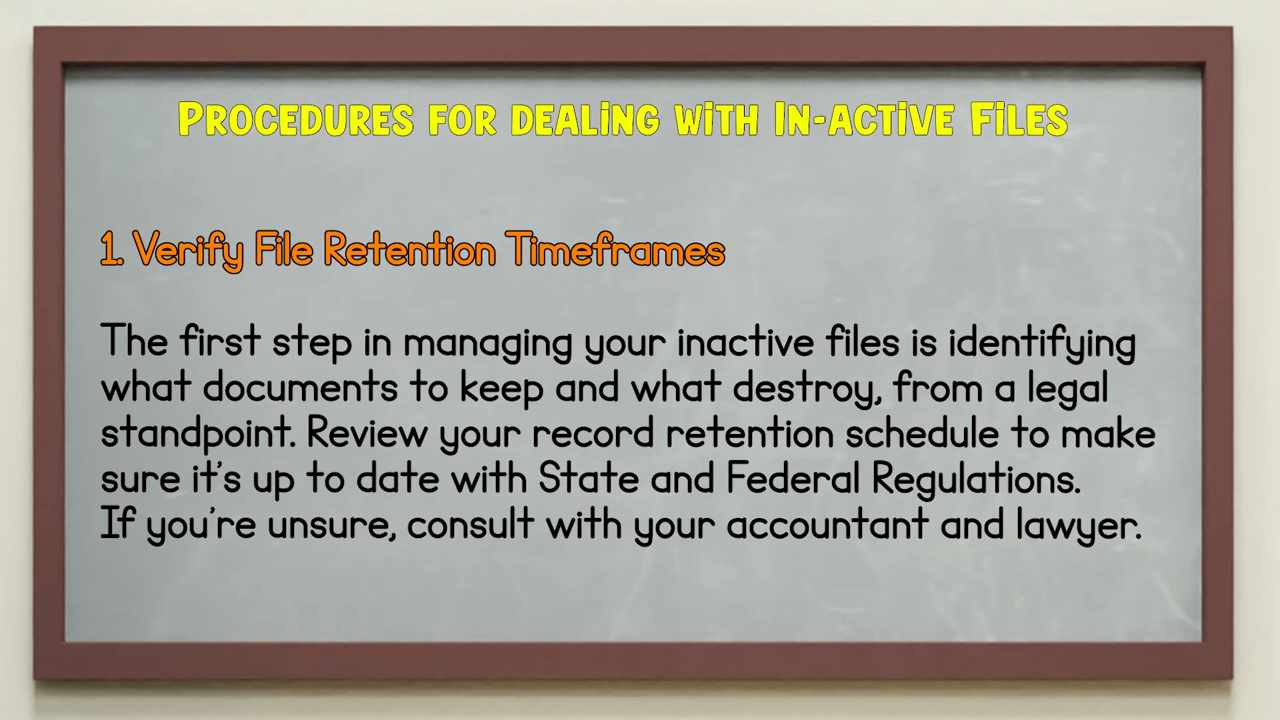 Procedures for dealing with In-active Files
1. Verify File Retention Timeframes
The first step in managing your inactive files is identifying
what documents to keep and what destroy, from a legal
standpoint. Review your record retention schedule to make
sure it's up to date with State and Federal Regulations.
If you're unsure, consult with your accountant and lawyer.